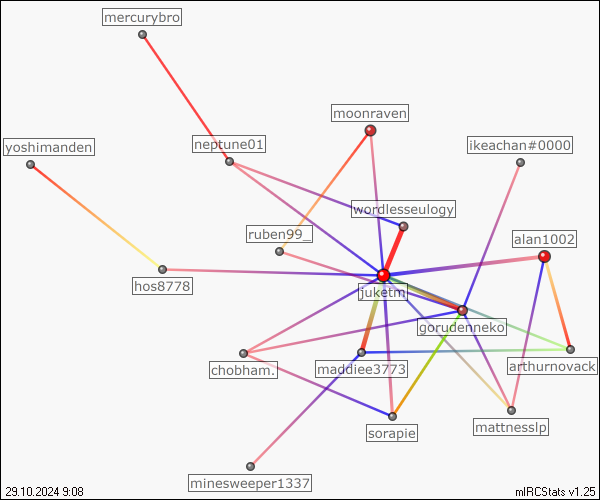 mercurybro
moonraven
neptune01
ikeachan#0000
yoshimanden
wordlesseulogy
ruben99_
alan1002
hos8778
juketm
gorudenneko
chobham.
maddiee3773
arthurnovack
sorapie
mattnesslp
minesweeper1337
29.10.2024 9:08
mIRCStats v1.25